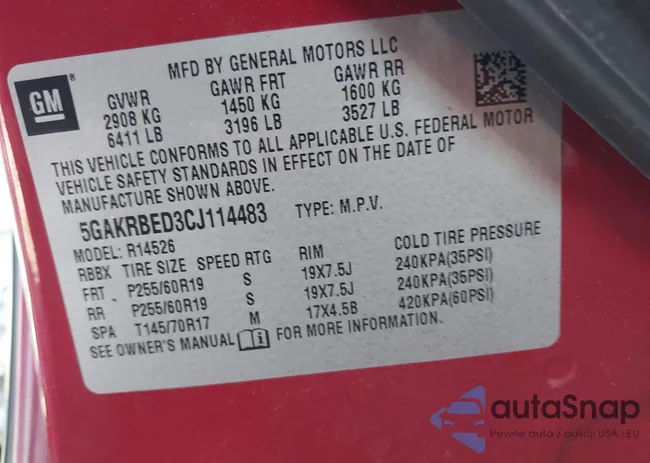 MFD BY GENERAL MOTORS LLC
GM ®
GVWR GAWR FRT GAWR RR
2908 KG 1450 KG 1600 KG
6411 LB 3196 LB 3527 LB
THIS VEHICLE CONFORMS TO ALL APPLICABLE U.S. FEDERAL MOTOR
VEHICLE SAFETY STANDARDS IN EFFECT ON THE DATE OF
MANUFACTURE SHOWN ABOVE.
5GAKRBED3CJ114483 TYPE: M.P.V.
MODEL: R14526
RBBX TIRE SIZE SPEED RTG RIM COLD TIRE PRESSURE
FRT P255/60R19 S 19X7.5J 240KPA(35PSI)
RR P255/60R19 S 19X7.5J 240KPA(35PSI)
SPA T145/70R17 M 17X4.5B 420KPA(60PSI)
SEE OWNER'S MANUAL i FOR MORE INFORMATION.
autaSnap
Pewne auta z aukcji USA - EU